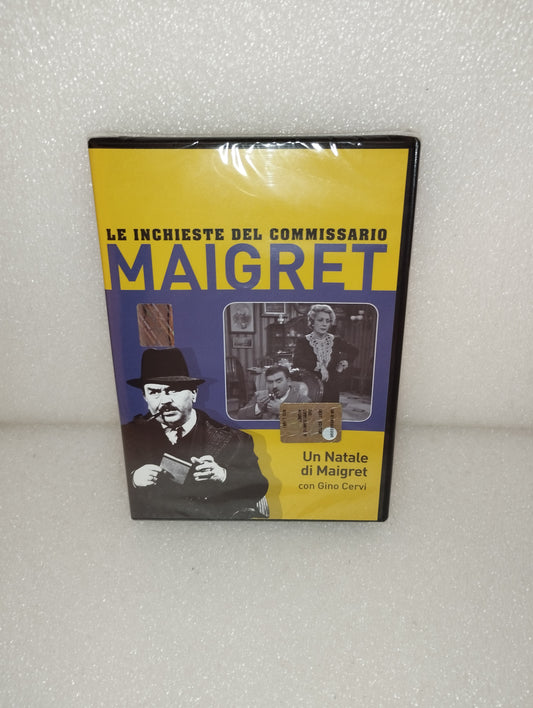 LE INCHIESTE DEL COMMISSARIO
MAIGRET
Un Natale
di Maigret
con Gino Cervi